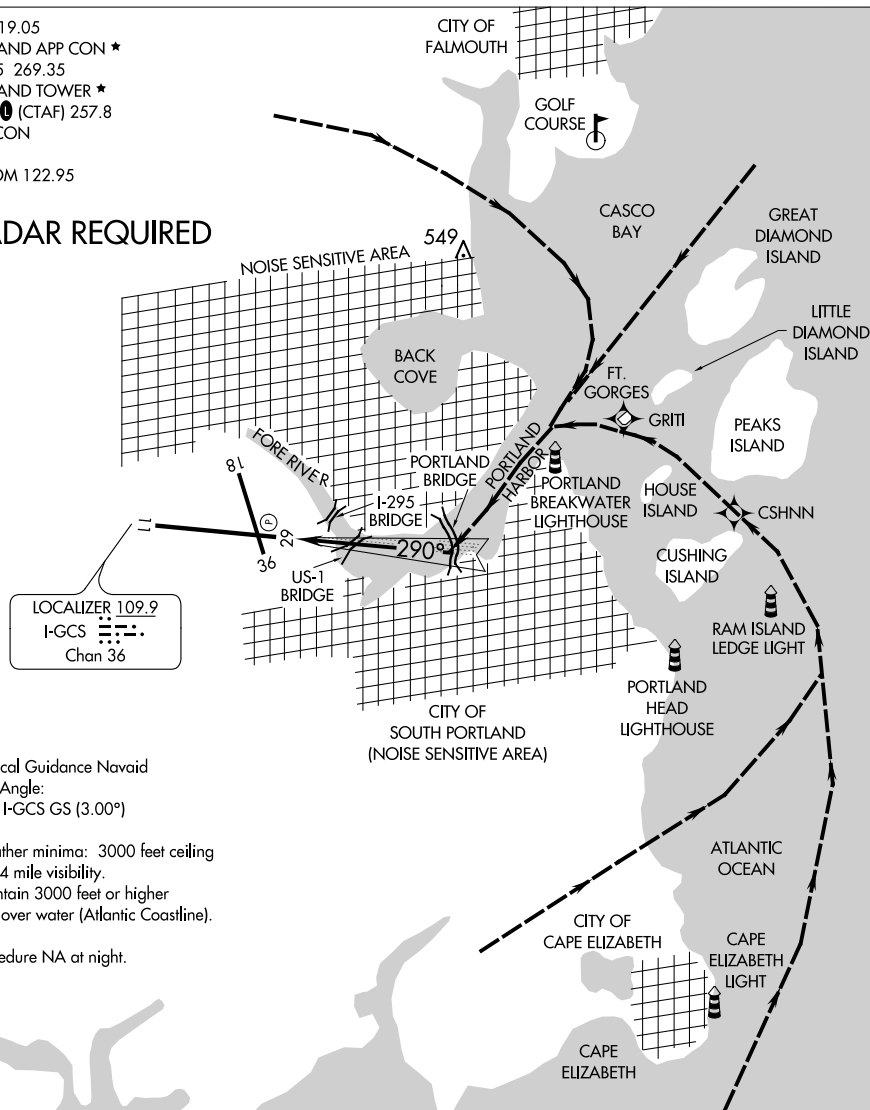 19.05
AND APP CON ★
5 269.35
AND TOWER ★
L (CTAF) 257.8
CON
OM 122.95
ADAR REQUIRED
CITY OF
FALMOUTH
GOLF
COURSE
CASCO
BAY
GREAT
DIAMOND
ISLAND
NOISE SENSITIVE AREA
549
LITTLE
DIAMOND
ISLAND
BACK
COVE
FT.
GORGES
GRITI
PEAKS
ISLAND
FORE RIVER
PORTLAND
BRIDGE
PORTLAND
HARBOR
PORTLAND
BREAKWATER
LIGHTHOUSE
HOUSE
ISLAND
CSHNN
I-295
BRIDGE
18
P
11
29
36
290°
US-1
BRIDGE
CUSHING
ISLAND
LOCALIZER 109.9
I-GCS
Chan 36
RAM ISLAND
LEDGE LIGHT
PORTLAND
HEAD
LIGHTHOUSE
CITY OF
SOUTH PORTLAND
(NOISE SENSITIVE AREA)
cal Guidance Navaid
Angle:
I-GCS GS (3.00°)
ther minima: 3000 feet ceiling
4 mile visibility.
ntain 3000 feet or higher
over water (Atlantic Coastline).
edure NA at night.
ATLANTIC
OCEAN
CITY OF
CAPE ELIZABETH
CAPE
ELIZABETH
LIGHT
CAPE
ELIZABETH